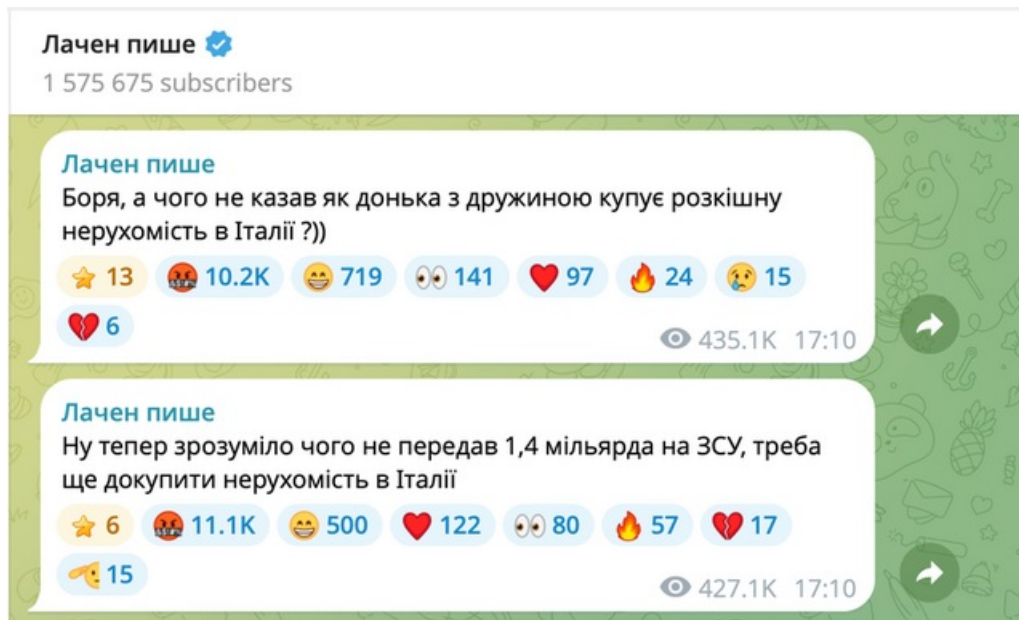 Лачен пише
1 575 675 subscribers
Лачен пише
Боря, а чого не казав як донька з дружиною купує розкішну
нерухомість в Італії ?))
13 10.2K 719 141 97 24 15
6 435.1K 17:10
Лачен пише
Ну тепер зрозуміло чого не передав 1,4 мільярда на ЗСУ, треба
ще докупити нерухомість в Італії
6 11.1K 500 122 80 57 17
15 427.1K 17:10